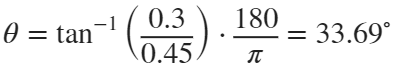 θ = tan⁻¹ (0.3/0.45) · 180/π = 33.69°